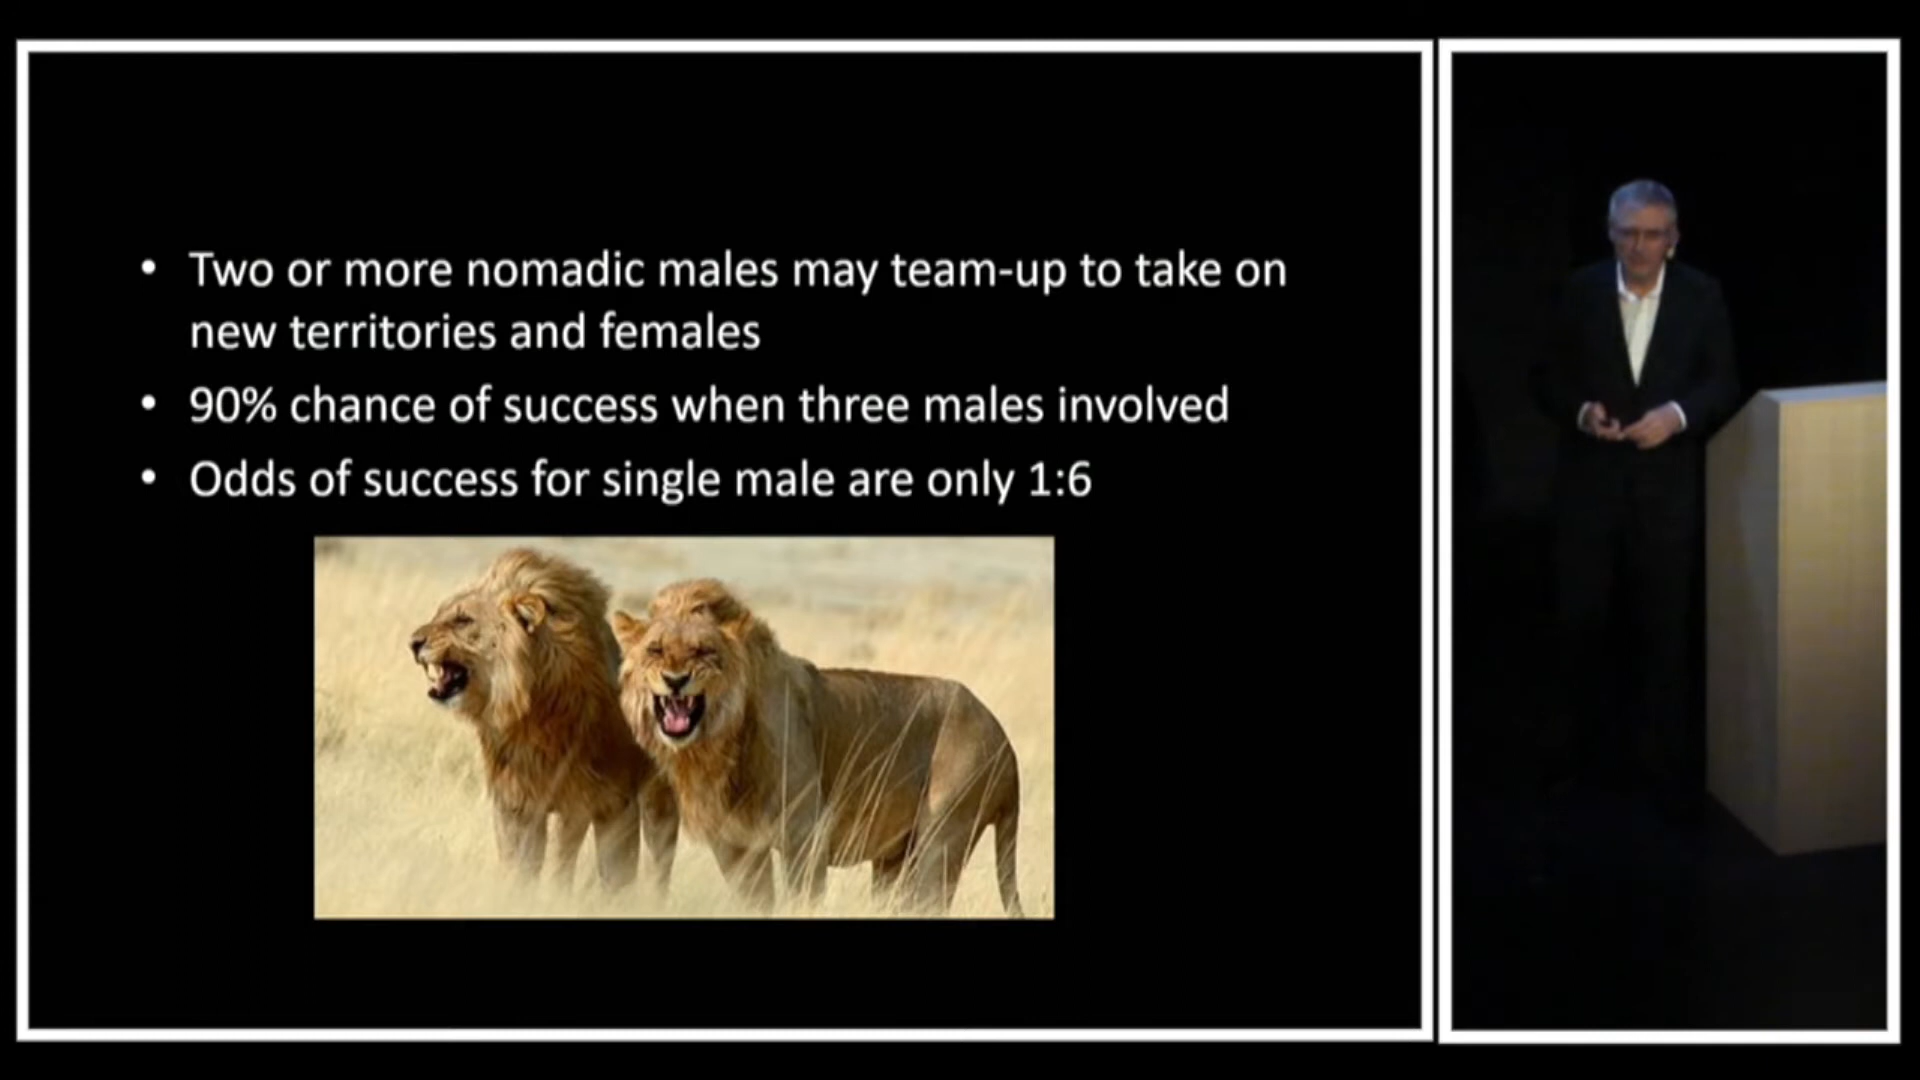 • Two or more nomadic males may team-up to take on
new territories and females
• 90% chance of success when three males involved
• Odds of success for single male are only 1:6